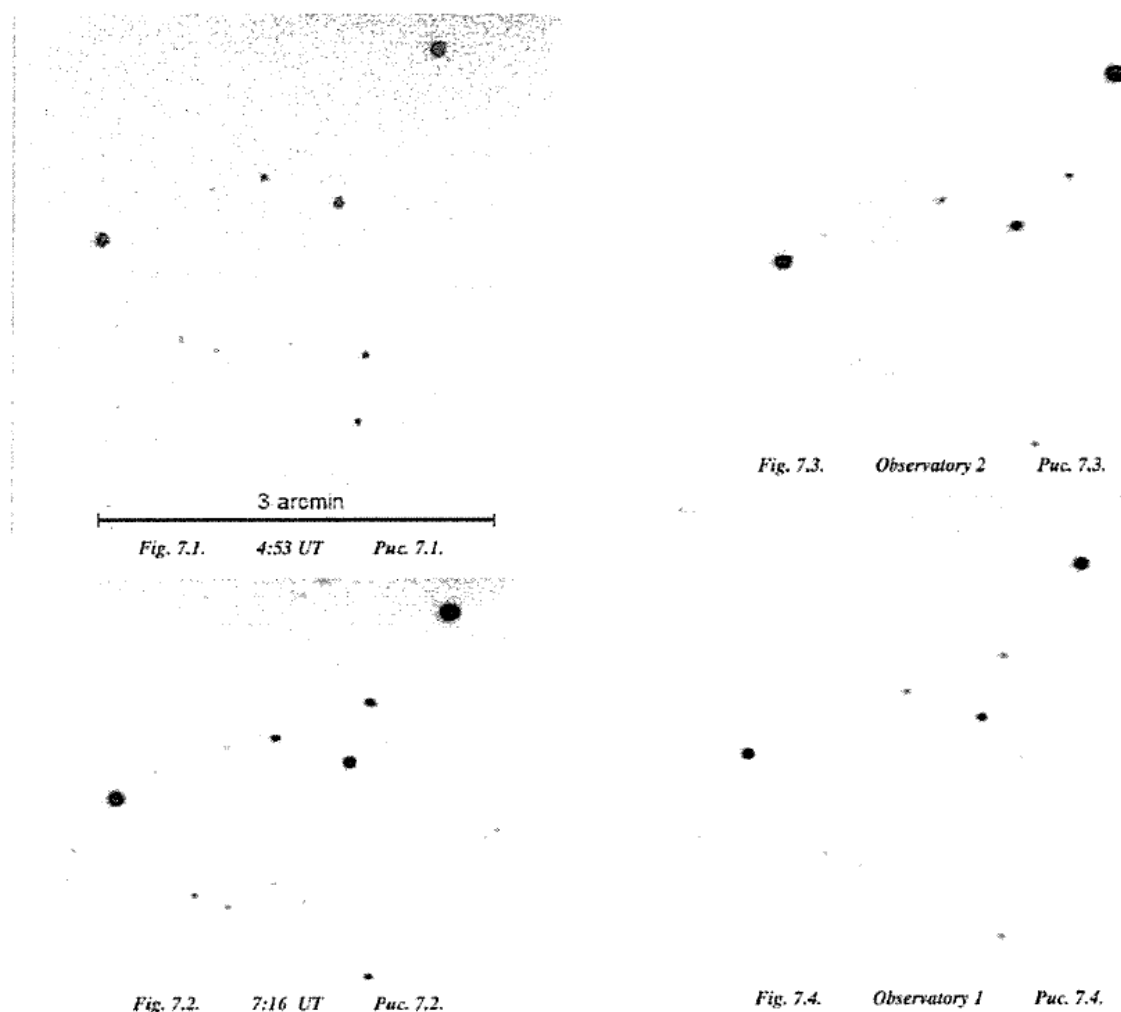 3 arcmin
Fig. 7.1. 4:53 UT Рис. 7.1.
Fig. 7.2. 7:16 UT Рис. 7.2.
Fig. 7.3. Observatory 2 Рис. 7.3.
Fig. 7.4. Observatory 1 Рис. 7.4.